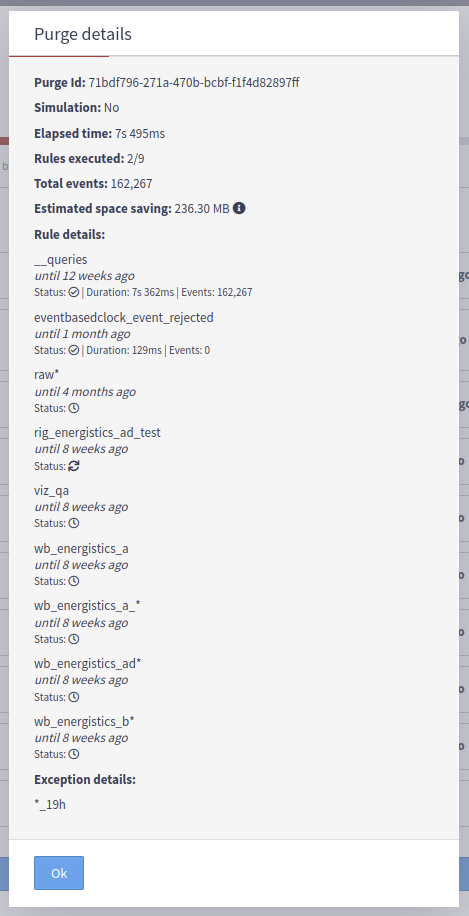 Purge details
Purge Id: 71bdf796-271a-470b-bcbf-f1f4d82897ff
Simulation: No
Elapsed time: 7s 495ms
Rules executed: 2/9
Total events: 162,267
Estimated space saving: 236.30 MB
Rule details:
__queries
until 12 weeks ago
Status: | Duration: 7s 362ms | Events: 162,267
eventbasedclock_event_rejected
until 1 month ago
Status: | Duration: 129ms | Events: 0
raw*
until 4 months ago
Status:
rig_energistics_ad_test
until 8 weeks ago
Status:
viz_qa
until 8 weeks ago
Status:
wb_energistics_a
until 8 weeks ago
Status:
wb_energistics_a_*
until 8 weeks ago
Status:
wb_energistics_ad*
until 8 weeks ago
Status:
wb_energistics_b*
until 8 weeks ago
Status:
Exception details:
*_19h
Ok